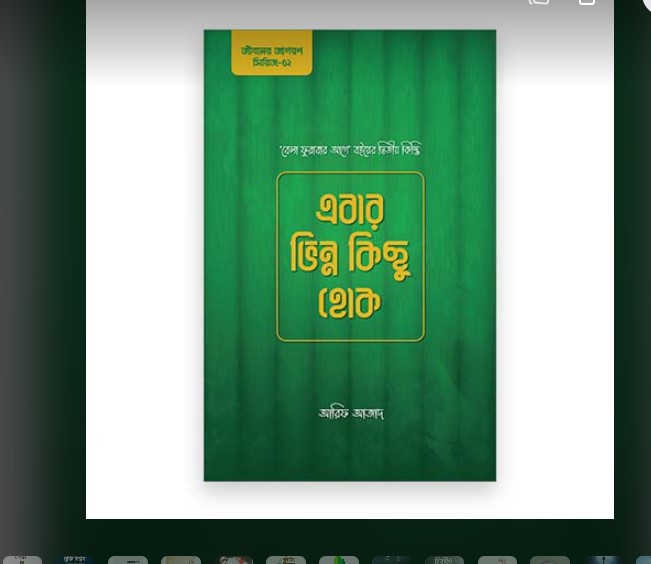 জীবনের জাগরণ
সিরিজ-০২
'বেলা ফুরাবার আগে' বইয়ের দ্বিতীয় কিস্তি
এবার
ভিন্ন কিছু
হোক
আরিফ আজাদ